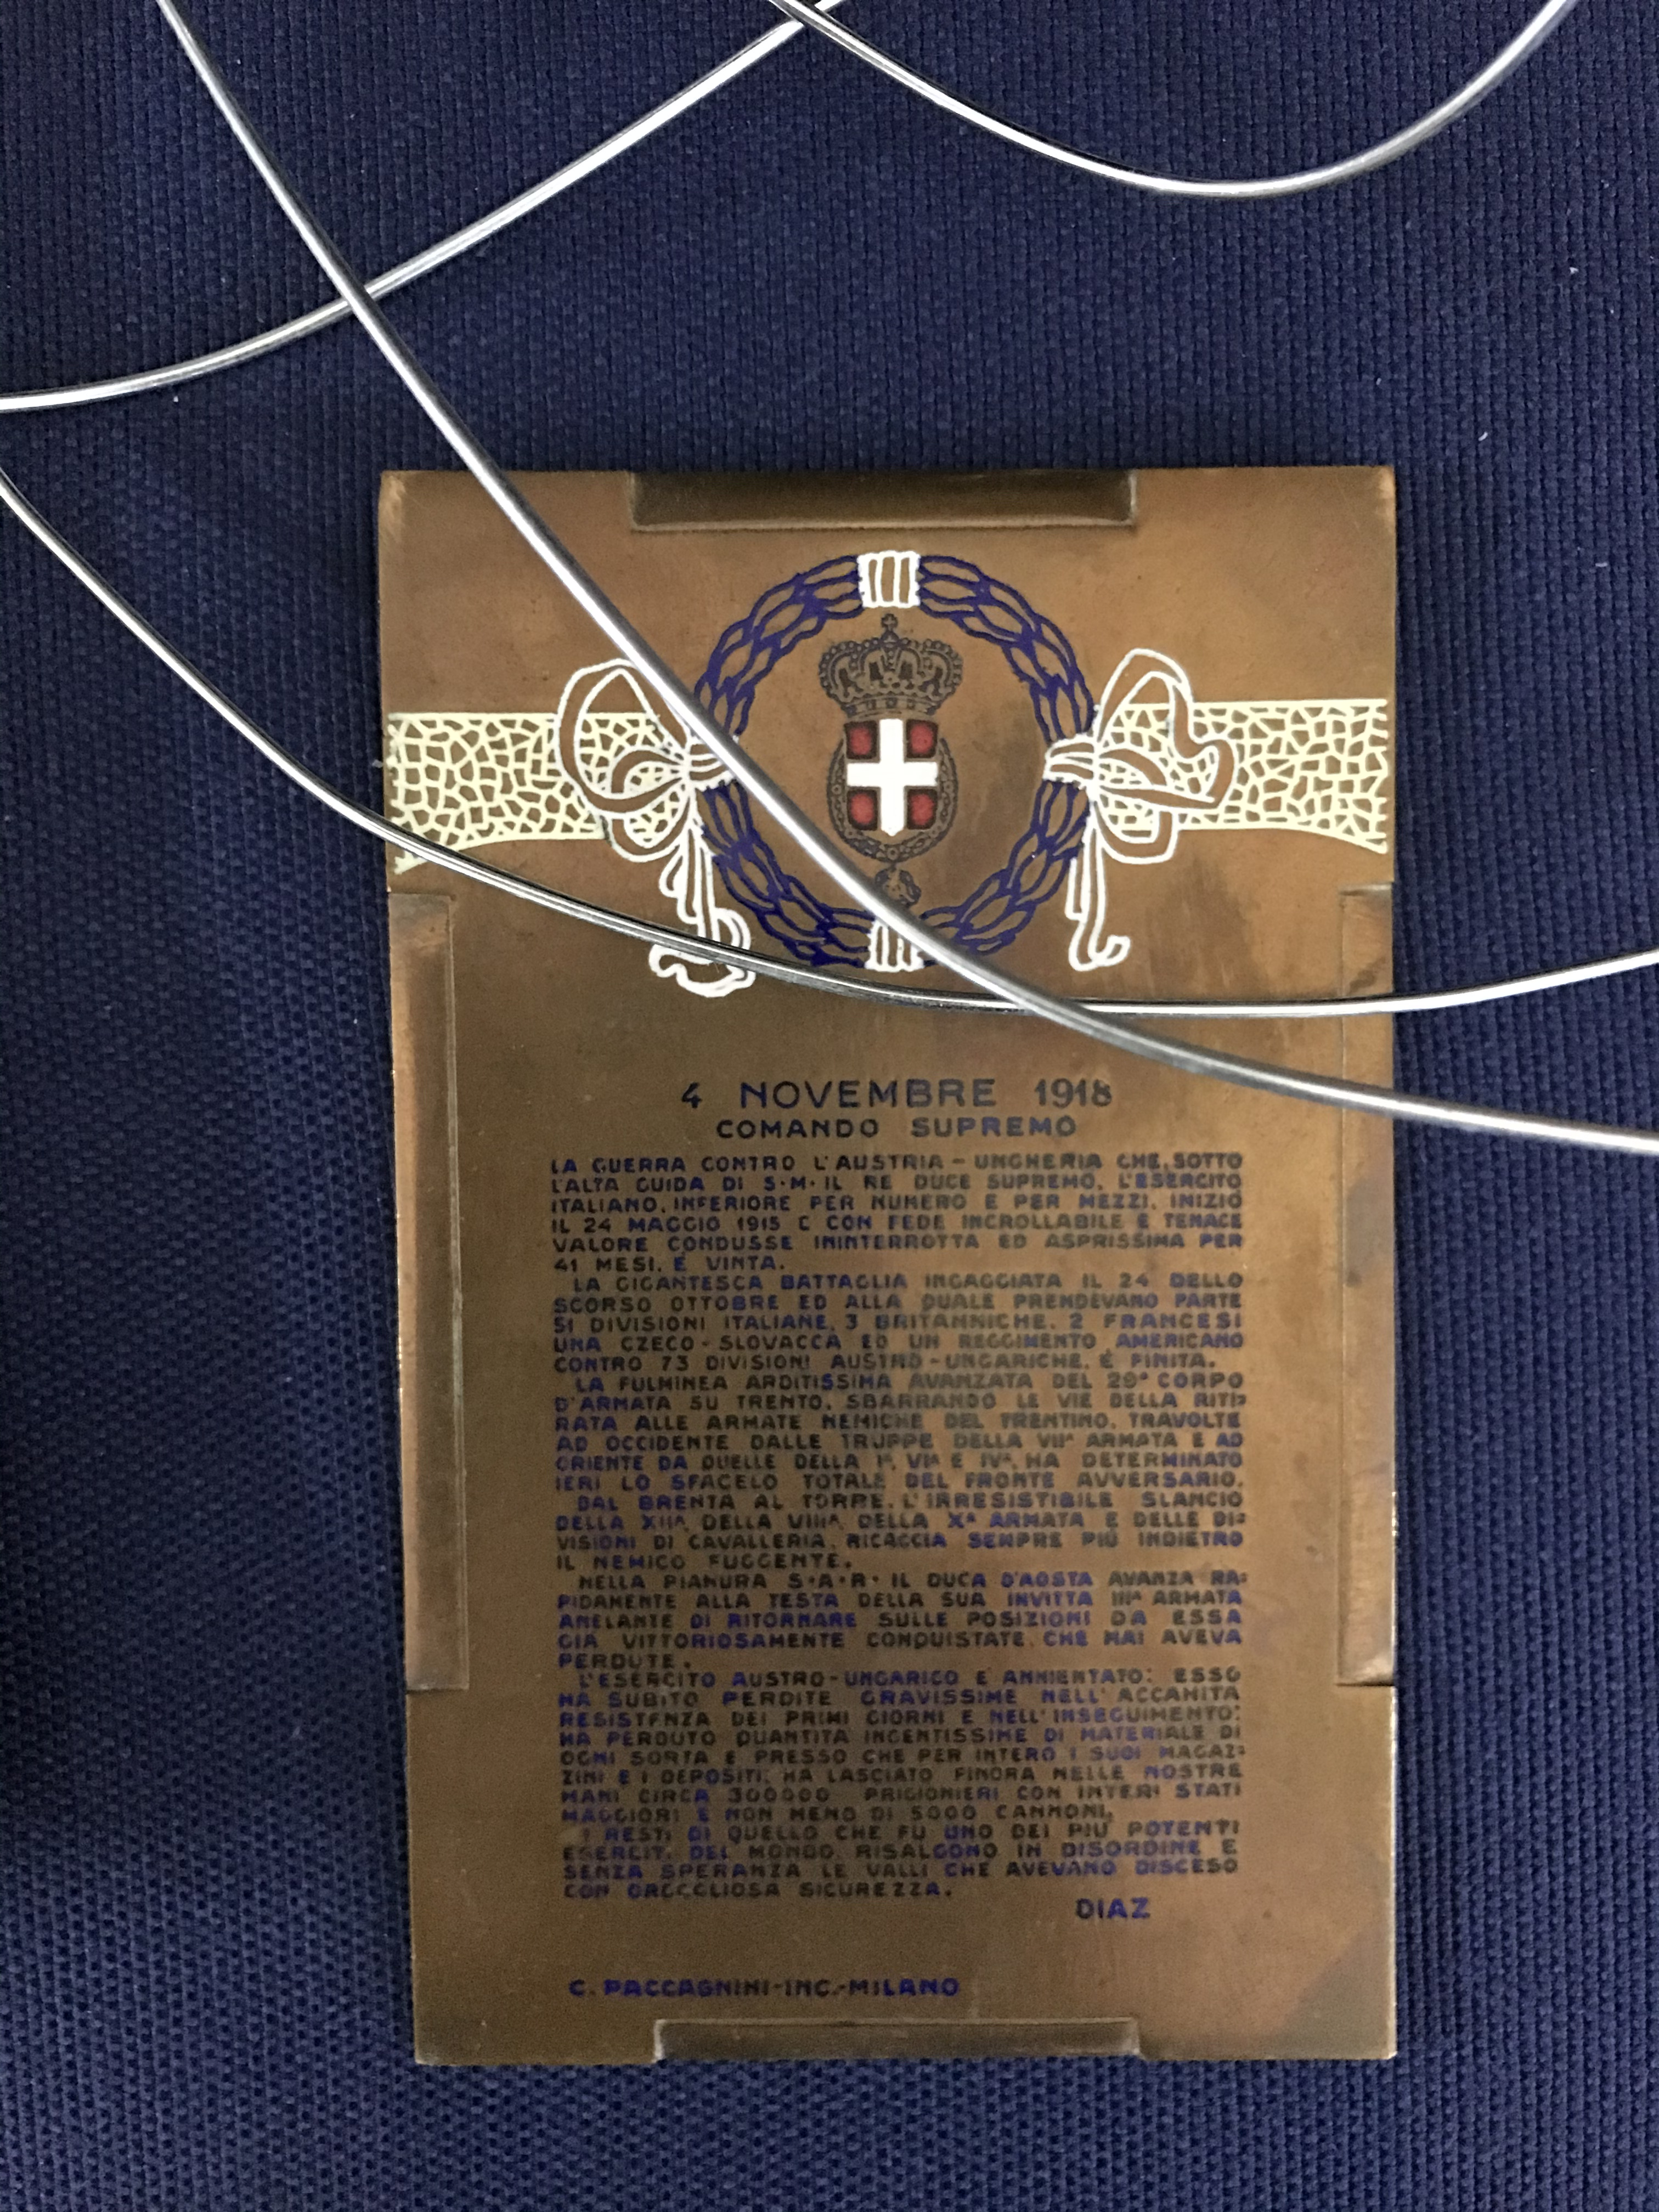 4 NOVEMBRE 1918
COMANDO SUPREMO
LA GUERRA CONTRO L'AUSTRIA-UNGHERIA CHE, SOTTO
L'ALTA GUIDA DI S·M·IL RE DUCE SUPREMO, L'ESERCITO
ITALIANO, INFERIORE PER NUMERO E PER MEZZI, INIZIO
IL 24 MAGGIO 1915 E CON FEDE INCROLLABILE E TENACE
VALORE CONDUSSE ININTERROTTA ED ASPRISSIMA PER
41 MESI, È VINTA.
LA GIGANTESCA BATTAGLIA INGAGGIATA IL 24 DELLO
SCORSO OTTOBRE ED ALLA QUALE PRENDEVANO PARTE
51 DIVISIONI ITALIANE, 3 BRITANNICHE, 2 FRANCESI
UNA CZECO-SLOVACCA ED UN REGGIMENTO AMERICANO
CONTRO 73 DIVISIONI AUSTRO-UNGARICHE, È FINITA.
LA FULMINEA ARDITISSIMA AVANZATA DEL 29ª CORPO
D'ARMATA SU TRENTO, SBARRANDO LE VIE DELLA RITI=
RATA ALLE ARMATE NEMICHE DEL TRENTINO, TRAVOLTE
AD OCCIDENTE DALLE TRUPPE DELLA VIIª ARMATA E AD
ORIENTE DA QUELLE DELLA Iª, VIª E IVª, HA DETERMINATO
IERI LO SFACELO TOTALE DEL FRONTE AVVERSARIO.
DAL BRENTA AL TORRE, L'IRRESISTIBILE SLANCIO
DELLA XIIª, DELLA VIIIª, DELLA Xª ARMATA E DELLE DI=
VISIONI DI CAVALLERIA, RICACCIA SEMPRE PIÙ INDIETRO
IL NEMICO FUGGENTE.
NELLA PIANURA S·A·R· IL DUCA D'AOSTA AVANZA RA=
PIDAMENTE ALLA TESTA DELLA SUA INVITTA IIIª ARMATA
ANELANTE DI RITORNARE SULLE POSIZIONI DA ESSA
GIA VITTORIOSAMENTE CONQUISTATE, CHE MAI AVEVA
PERDUTE.
L'ESERCITO AUSTRO-UNGARICO È ANNIENTATO: ESSO
HA SUBITO PERDITE GRAVISSIME NELL'ACCANITA
RESISTENZA DEI PRIMI GIORNI E NELL'INSEGUIMENTO:
HA PERDUTO QUANTITÀ INGENTISSIME DI MATERIALE DI
OGNI SORTA E PRESSO CHE PER INTERO I SUOI MAGAZ=
ZINI E I DEPOSITI; HA LASCIATO FINORA NELLE NOSTRE
MANI CIRCA 300000 PRIGIONIERI CON INTERI STATI
MAGGIORI E NON MENO DI 5000 CANNONI.
I RESTI DI QUELLO CHE FU UNO DEI PIÙ POTENTI
ESERCITI DEL MONDO, RISALGONO IN DISORDINE E
SENZA SPERANZA LE VALLI CHE AVEVANO DISCESO
CON ORGOGLIOSA SICUREZZA.
DIAZ
C. PACCAGNINI-INC.-MILANO